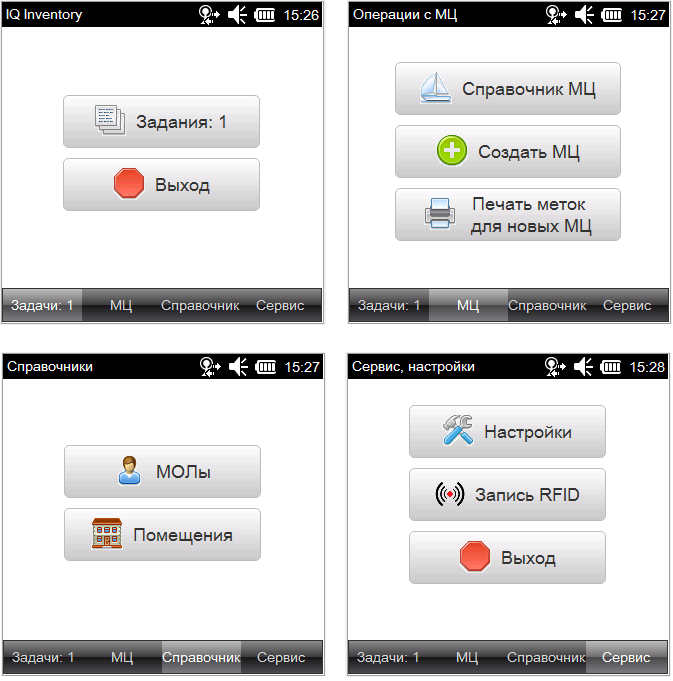 IQ Inventory 15:26
Задания: 1
Выход
Задачи: 1 МЦ Справочник Сервис
Операции с МЦ 15:27
Справочник МЦ
Создать МЦ
Печать меток
для новых МЦ
Задачи: 1 МЦ Справочник Сервис
Справочники 15:27
МОЛы
Помещения
Задачи: 1 МЦ Справочник Сервис
Сервис, настройки 15:28
Настройки
Запись RFID
Выход
Задачи: 1 МЦ Справочник Сервис